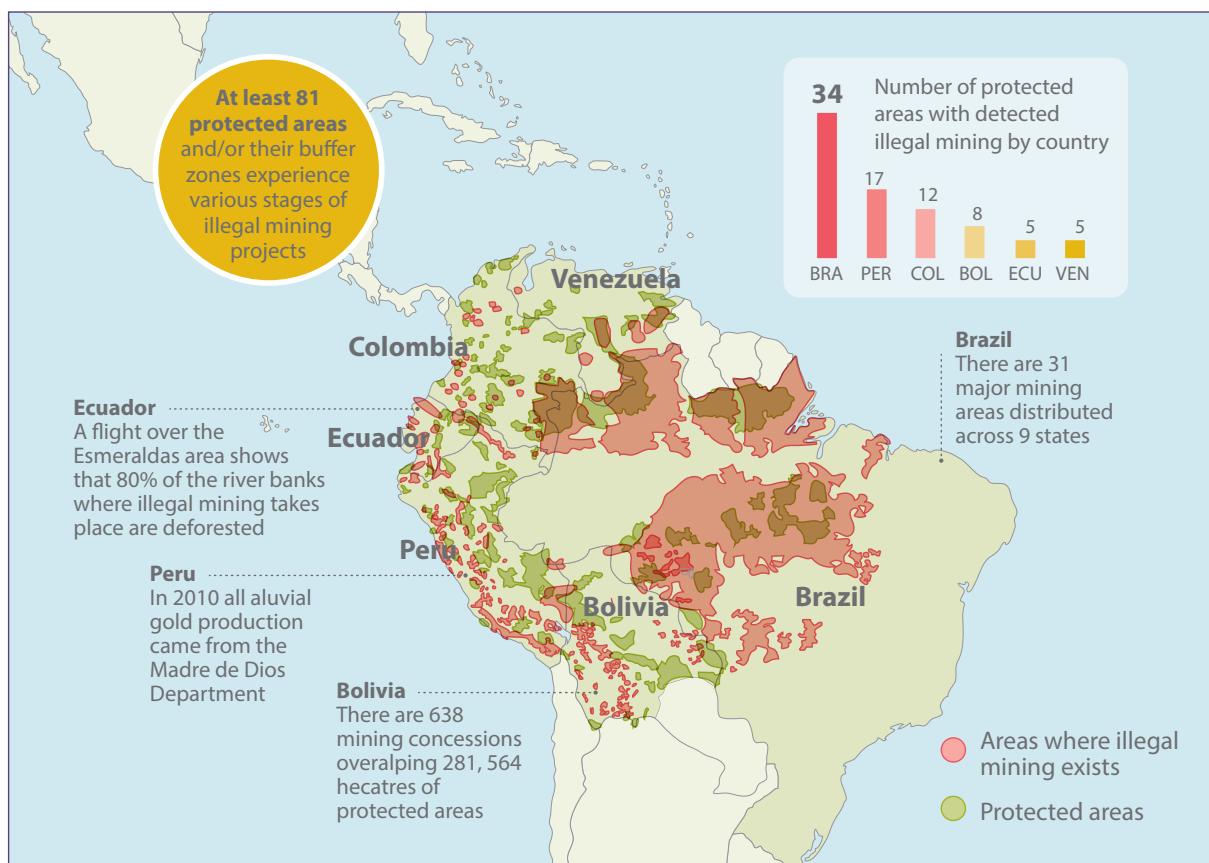 At least 81
protected areas
and/or their buffer
zones experience
various stages of
illegal mining
projects
34
Number of protected
areas with detected
illegal mining by country
17
12
8
5
5
BRA
PER
COL
BOL
ECU
VEN
Venezuela
Colombia
Ecuador
Peru
Bolivia
Brazil
Brazil
There are 31
major mining
areas distributed
across 9 states
Ecuador
A flight over the
Esmeraldas area shows
that 80% of the river banks
where illegal mining takes
place are deforested
Peru
In 2010 all aluvial
gold production
came from the
Madre de Dios
Department
Bolivia
There are 638
mining concessions
overalping 281, 564
hecatres of
protected areas
Areas where illegal
mining exists
Protected areas